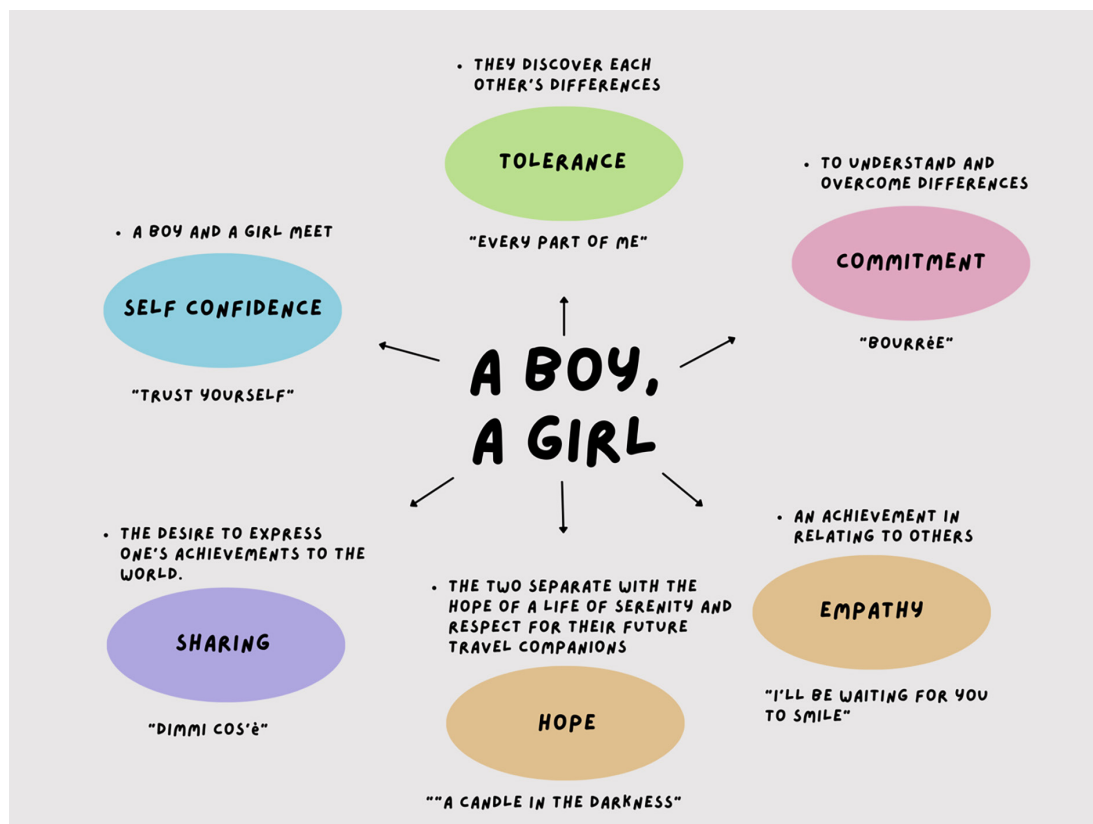 • THEY DISCOVER EACH
OTHER'S DIFFERENCES
TOLERANCE
"EVERY PART OF ME"
• TO UNDERSTAND AND
OVERCOME DIFFERENCES
COMMITMENT
"BOURRėE"
• A BOY AND A GIRL MEET
SELF CONFIDENCE
"TRUST YOURSELF"
A BOY,
A GIRL
• THE DESIRE TO EXPRESS
ONE'S ACHIEVEMENTS TO THE
WORLD.
SHARING
"DIMMI COS'ė"
• THE TWO SEPARATE WITH THE
HOPE OF A LIFE OF SERENITY AND
RESPECT FOR THEIR FUTURE
TRAVEL COMPANIONS
HOPE
""A CANDLE IN THE DARKNESS"
• AN ACHIEVEMENT IN
RELATING TO OTHERS
EMPATHY
"I'LL BE WAITING FOR YOU
TO SMILE"